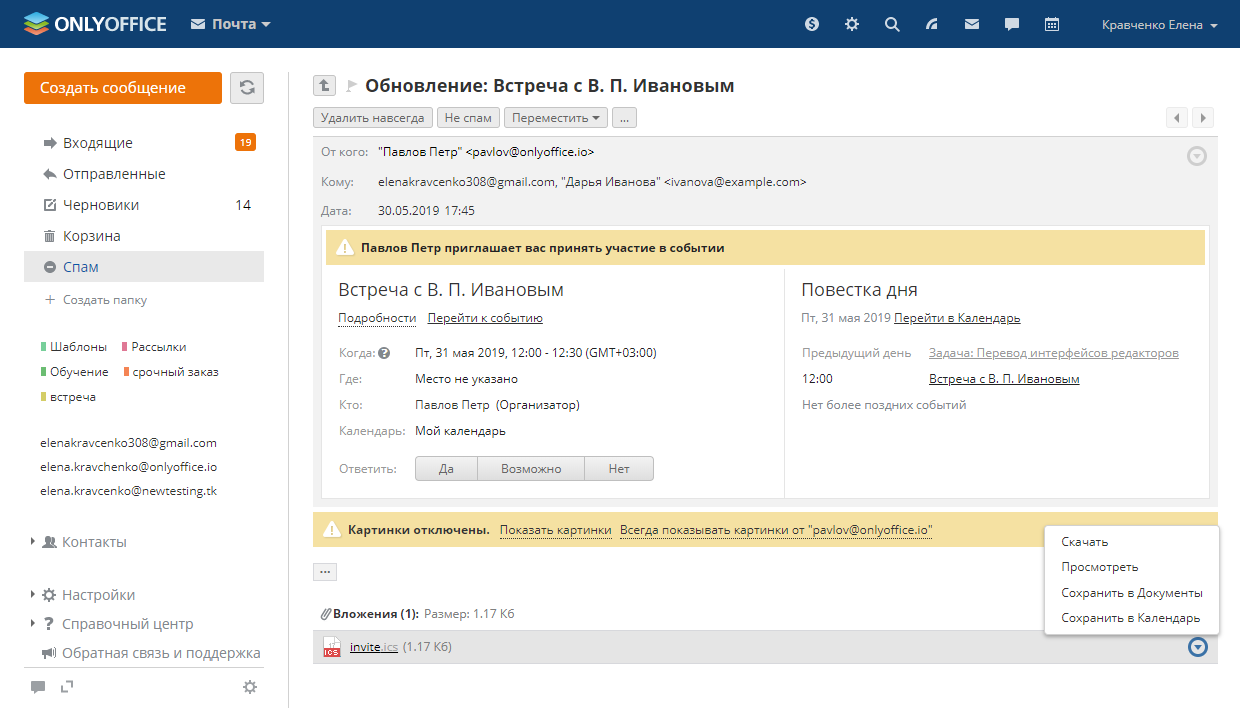 ONLYOFFICE Почта Кравченко Елена
Создать сообщение
Входящие 19
Отправленные
Черновики 14
Корзина
Спам
+ Создать папку
Шаблоны Рассылки
Обучение срочный заказ
встреча
elenakravcenko308@gmail.com
elena.kravchenko@onlyoffice.io
elena.kravcenko@newtesting.tk
Контакты
Настройки
? Справочный центр
Обратная связь и поддержка
Обновление: Встреча с В. П. Ивановым
Удалить навсегда Не спам Переместить ...
От кого: "Павлов Петр" <pavlov@onlyoffice.io>
Кому: elenakravcenko308@gmail.com, "Дарья Иванова" <ivanova@example.com>
Дата: 30.05.2019 17:45
Павлов Петр приглашает вас принять участие в событии
Встреча с В. П. Ивановым
Подробности Перейти к событию
Когда: ? Пт, 31 мая 2019, 12:00 - 12:30 (GMT+03:00)
Где: Место не указано
Кто: Павлов Петр (Организатор)
Календарь: Мой календарь
Ответить: Да Возможно Нет
Повестка дня
Пт, 31 мая 2019 Перейти в Календарь
Предыдущий день Задача: Перевод интерфейсов редакторов
12:00 Встреча с В. П. Ивановым
Нет более поздних событий
Картинки отключены. Показать картинки Всегда показывать картинки от "pavlov@onlyoffice.io"
...
Вложения (1): Размер: 1.17 Кб
ICS invite.ics (1.17 Кб)
Скачать
Просмотреть
Сохранить в Документы
Сохранить в Календарь